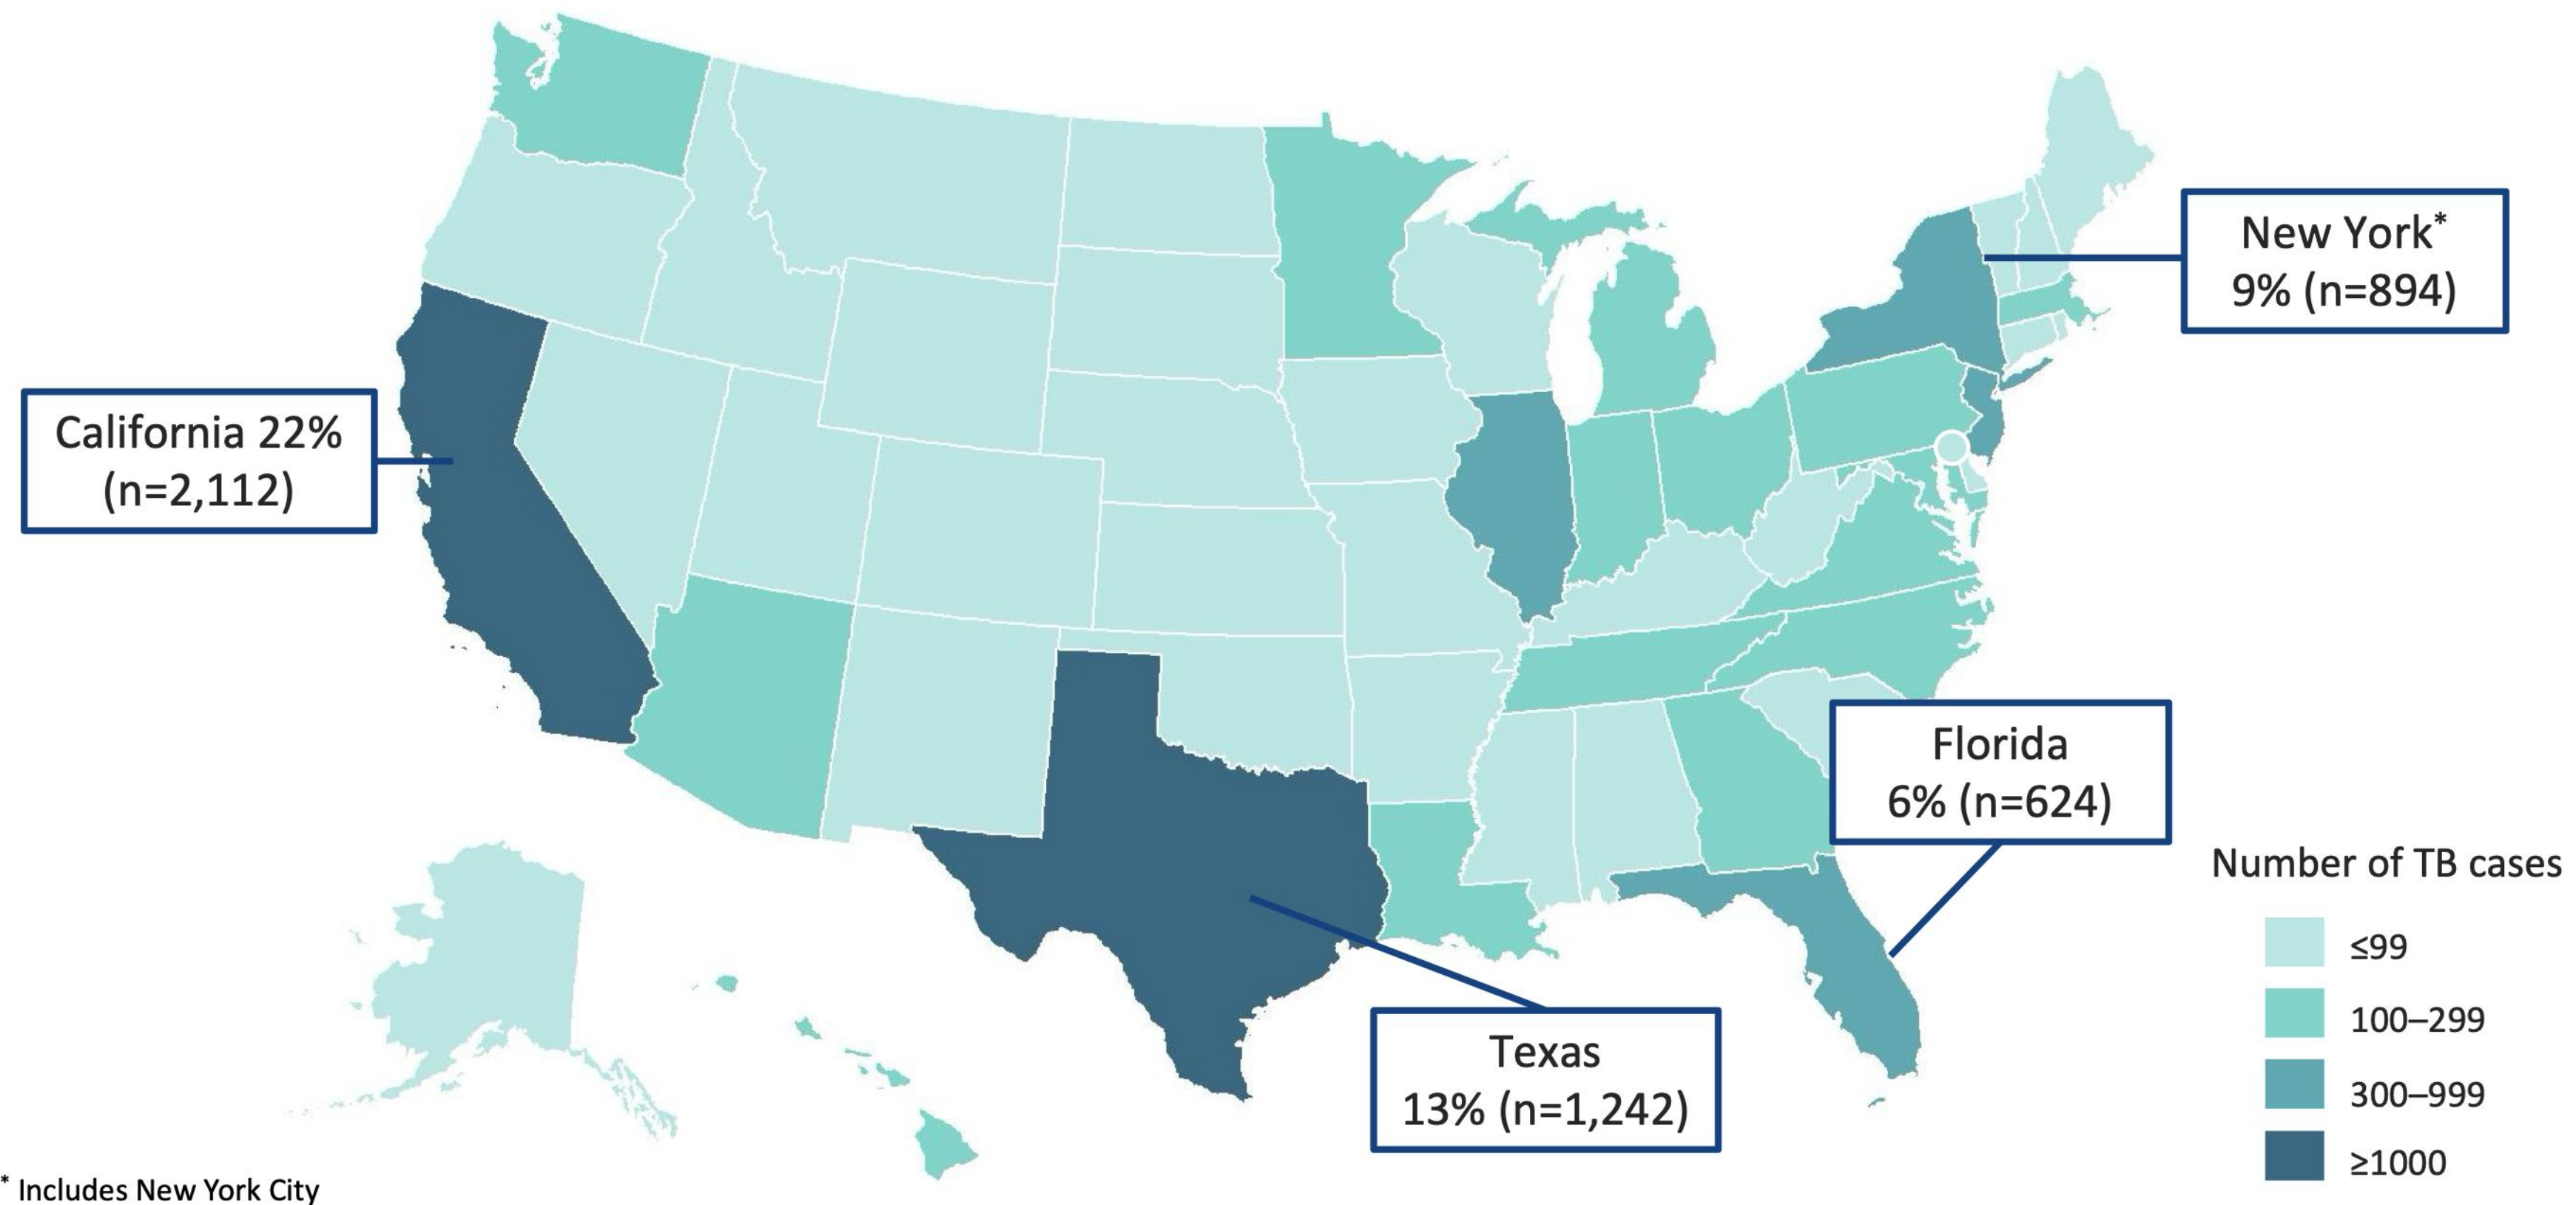 New York*
9% (n=894)
California 22%
(n=2,112)
Florida
6% (n=624)
Texas
13% (n=1,242)
Number of TB cases
≤99
100–299
300–999
≥1000
* Includes New York City